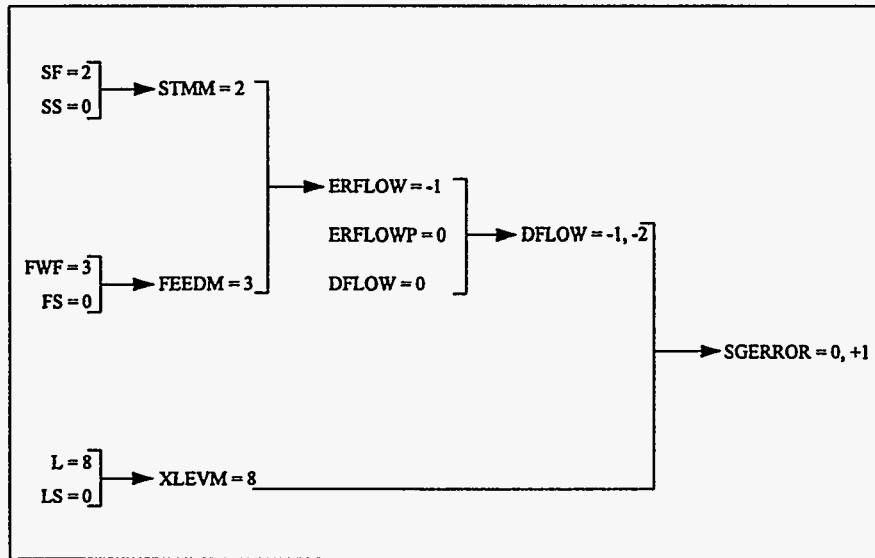 SF = 2
SS = 0
STMM = 2
ERFLOW = -1
ERFLOWP = 0
DFLOW = 0
DFLOW = -1, -2
FWF = 3
FS = 0
FEEDM = 3
SGERROR = 0, +1
L = 8
LS = 0
XLEVM = 8